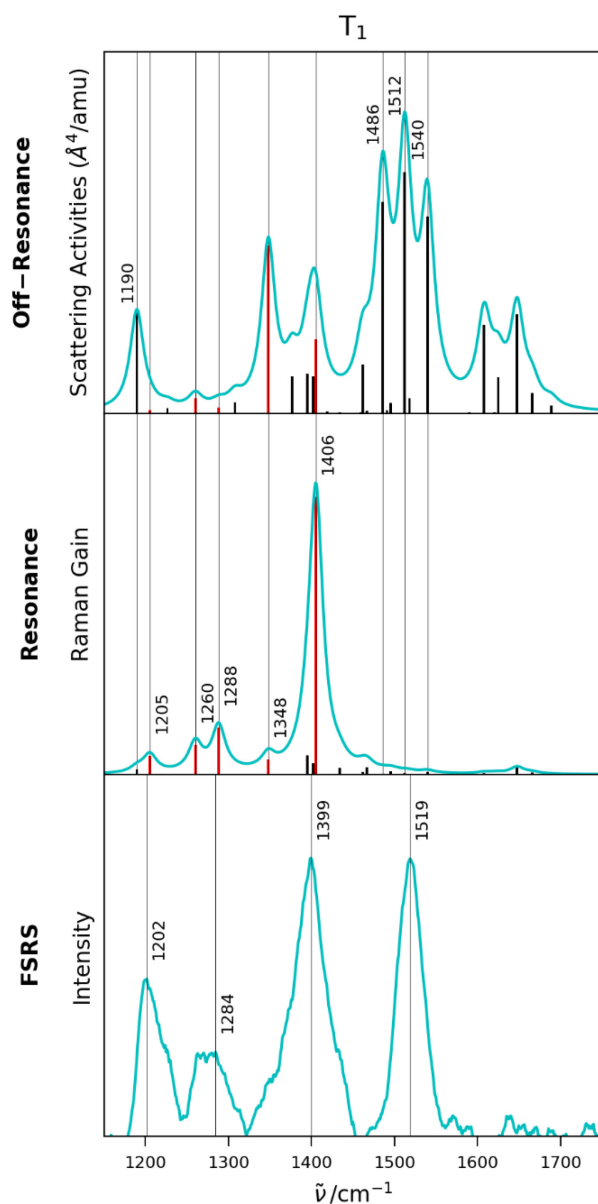 T₁
Off−Resonance
Scattering Activities (Å⁴/amu)
1190
1486
1512
1540
Resonance
Raman Gain
1205
1260
1288
1348
1406
FSRS
Intensity
1202
1284
1399
1519
1200 1300 1400 1500 1600 1700
ν̃/cm⁻¹